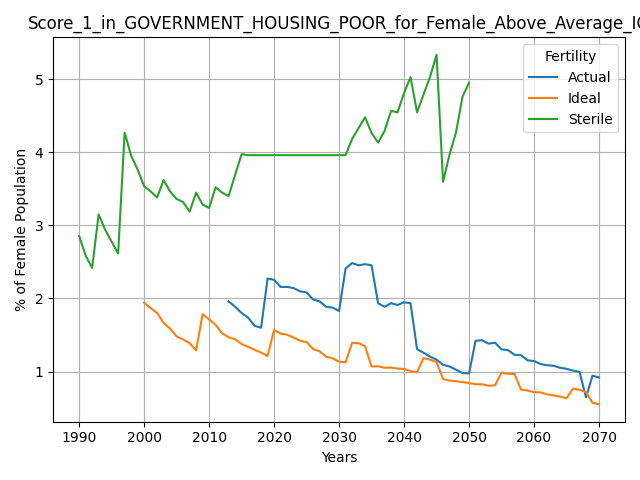 Score_1_in_GOVERNMENT_HOUSING_POOR_for_Female_Above_Average_IQ
Fertility
Actual
Ideal
Sterile
% of Female Population
5
4
3
2
1
1990 2000 2010 2020 2030 2040 2050 2060 2070
Years